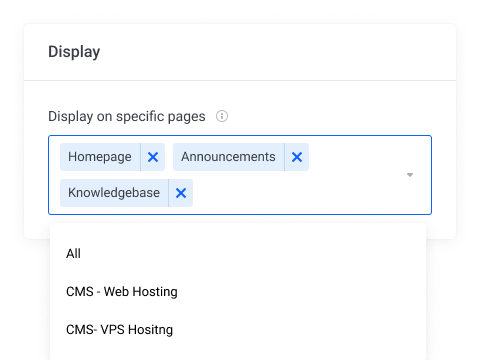 Display
Display on specific pages
Homepage Announcements
Knowledgebase
All
CMS - Web Hosting
CMS- VPS Hositng